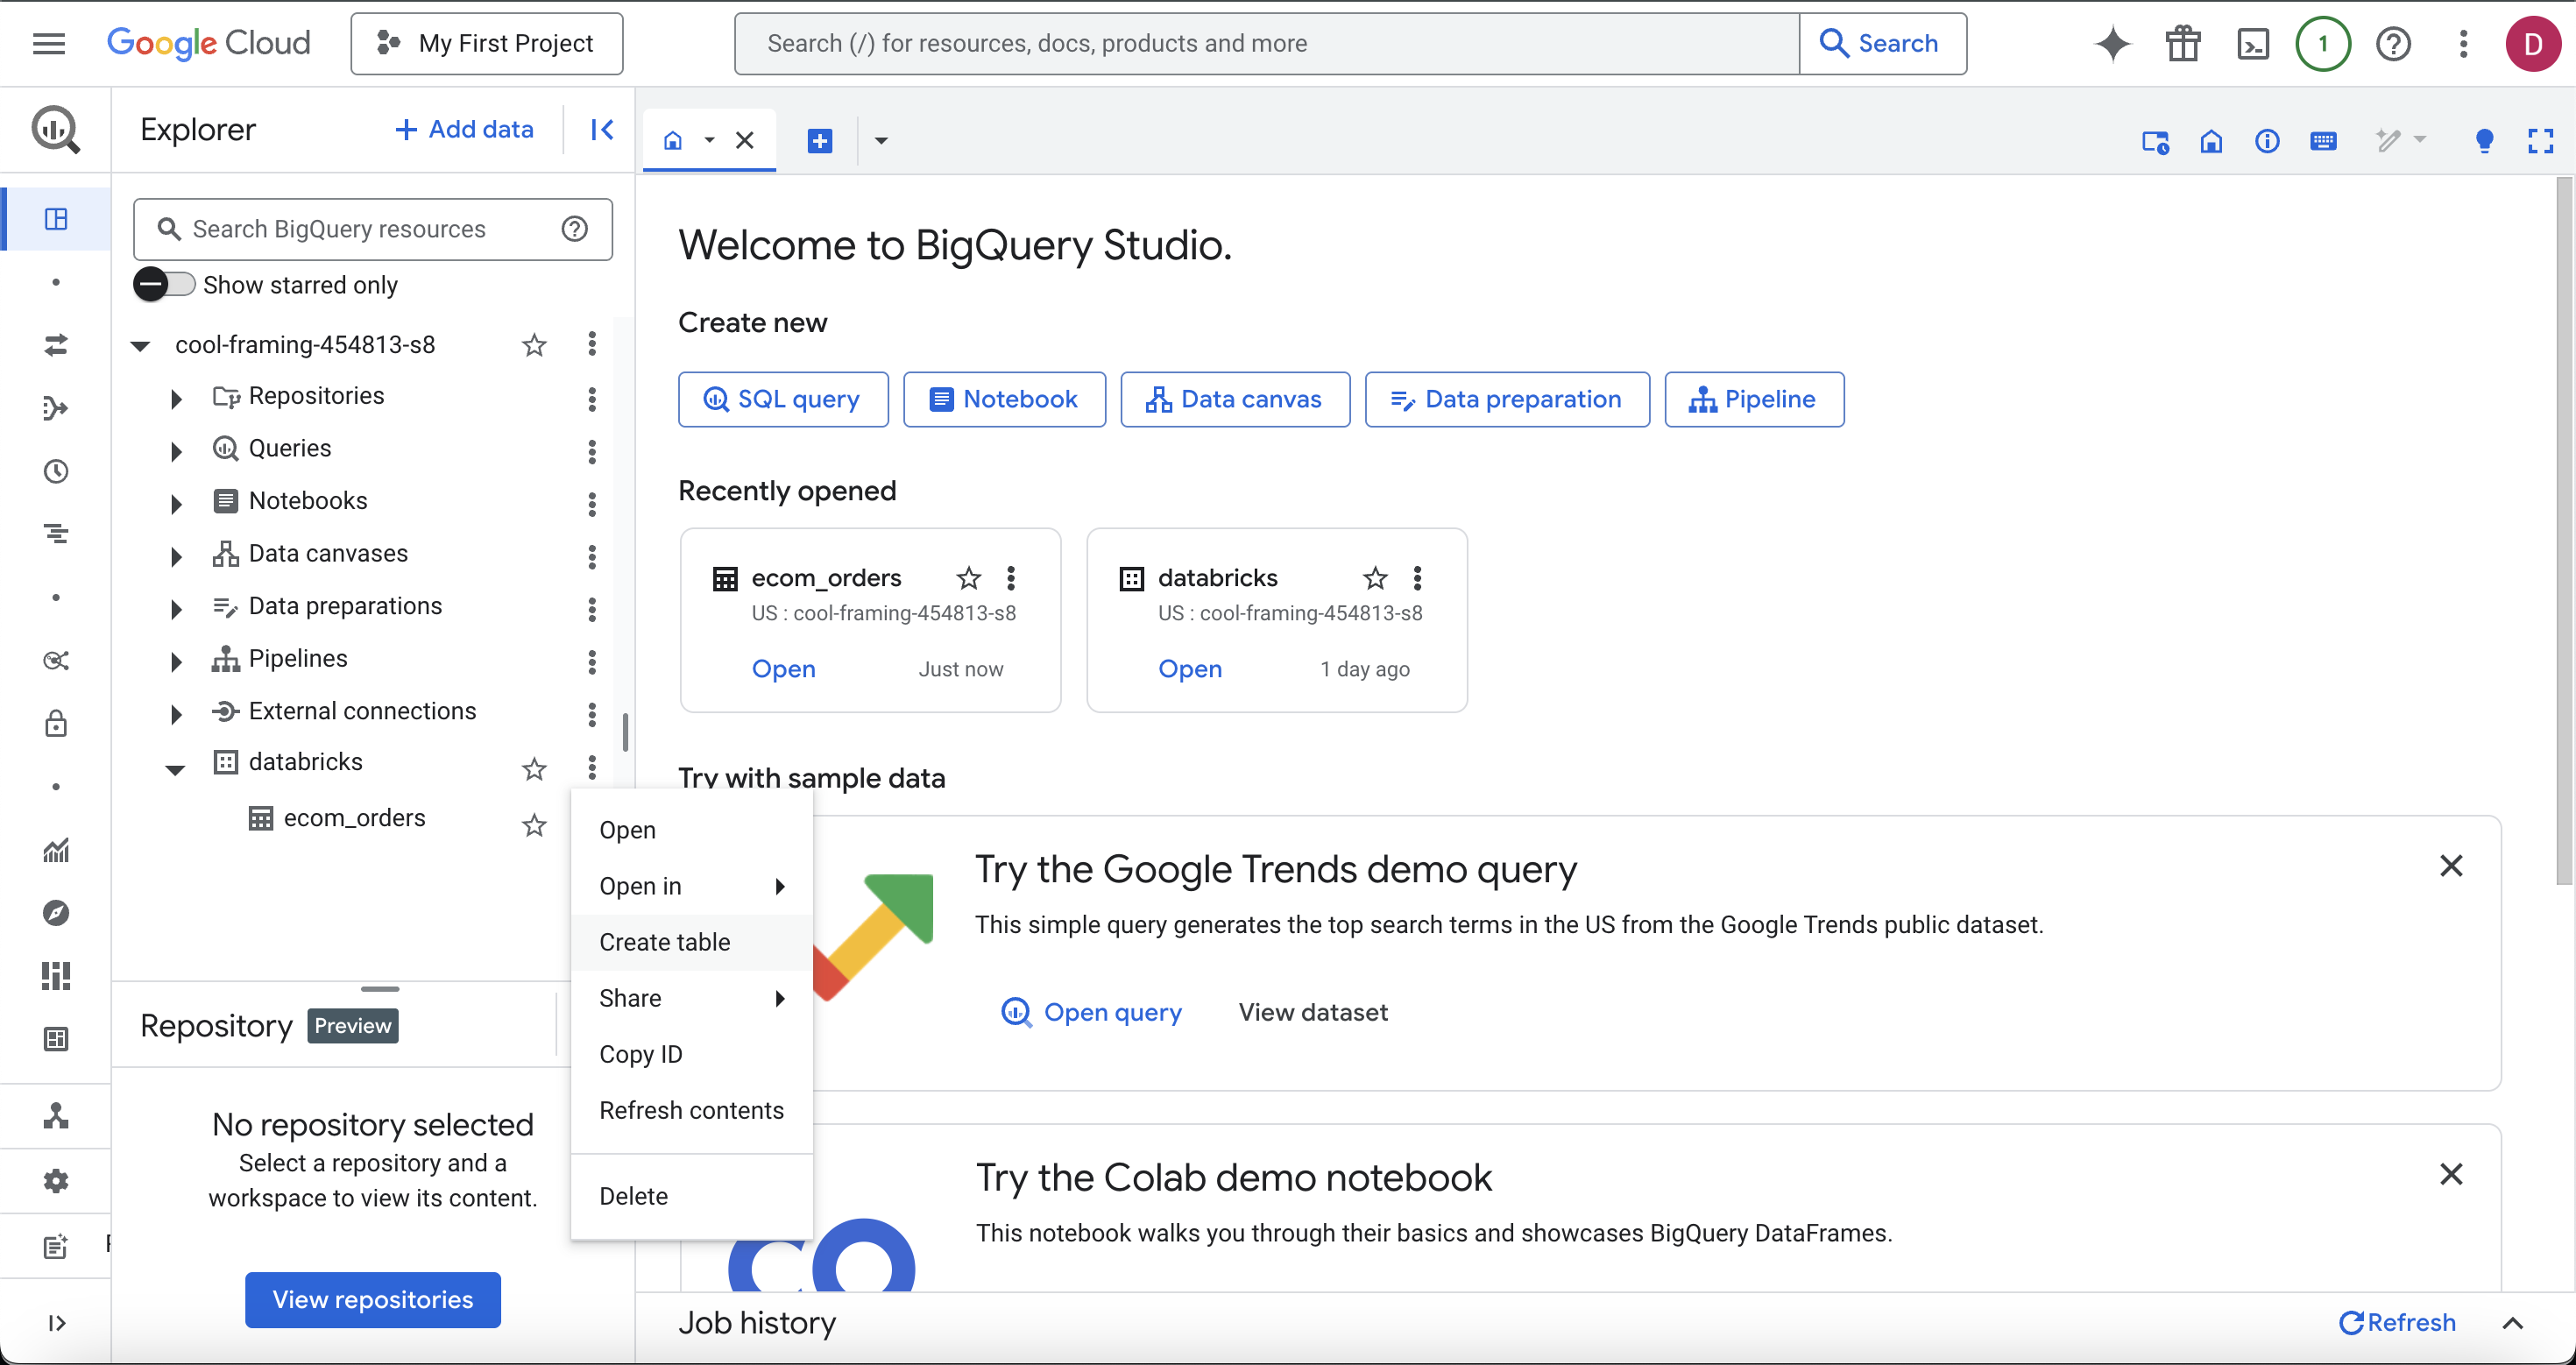 Google Cloud
My First Project
Search (/) for resources, docs, products and more
Search
1
D
Explorer
Add data
Search BigQuery resources
Show starred only
cool-framing-454813-s8
Repositories
Queries
Notebooks
Data canvases
Data preparations
Pipelines
External connections
databricks
ecom_orders
Open
Open in
Create table
Share
Copy ID
Refresh contents
Delete
Repository
Preview
No repository selected
Select a repository and a
workspace to view its content.
View repositories
Welcome to BigQuery Studio.
Create new
SQL query
Notebook
Data canvas
Data preparation
Pipeline
Recently opened
ecom_orders
US : cool-framing-454813-s8
Open
Just now
databricks
US : cool-framing-454813-s8
Open
1 day ago
Try with sample data
Try the Google Trends demo query
This simple query generates the top search terms in the US from the Google Trends public dataset.
Open query
View dataset
Try the Colab demo notebook
This notebook walks you through their basics and showcases BigQuery DataFrames.
Job history
Refresh